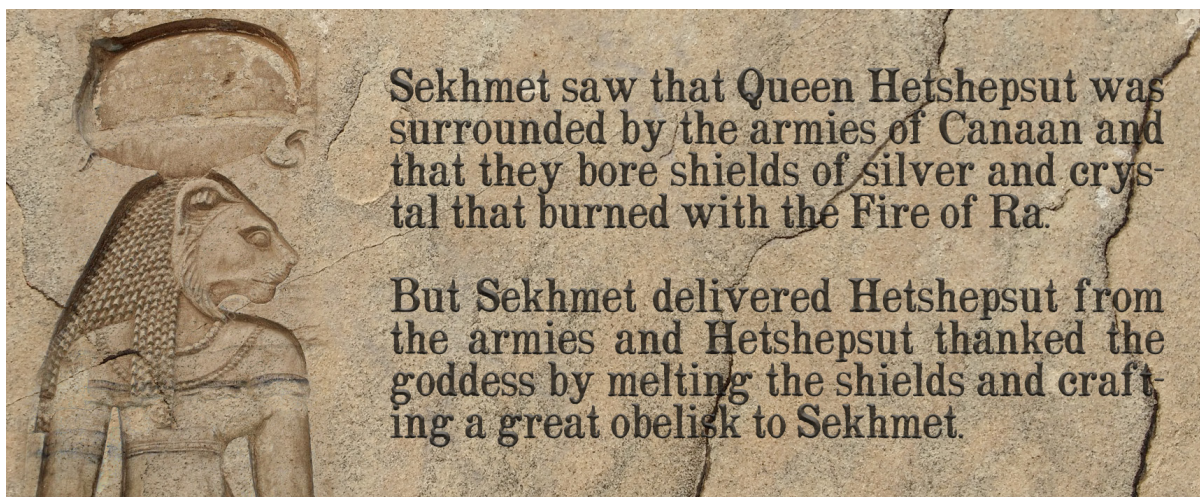 Sekhmet saw that Queen Hetshepsut was
surrounded by the armies of Canaan and
that they bore shields of silver and crys-
tal that burned with the Fire of Ra.
But Sekhmet delivered Hetshepsut from
the armies and Hetshepsut thanked the
goddess by melting the shields and craft-
ing a great obelisk to Sekhmet.